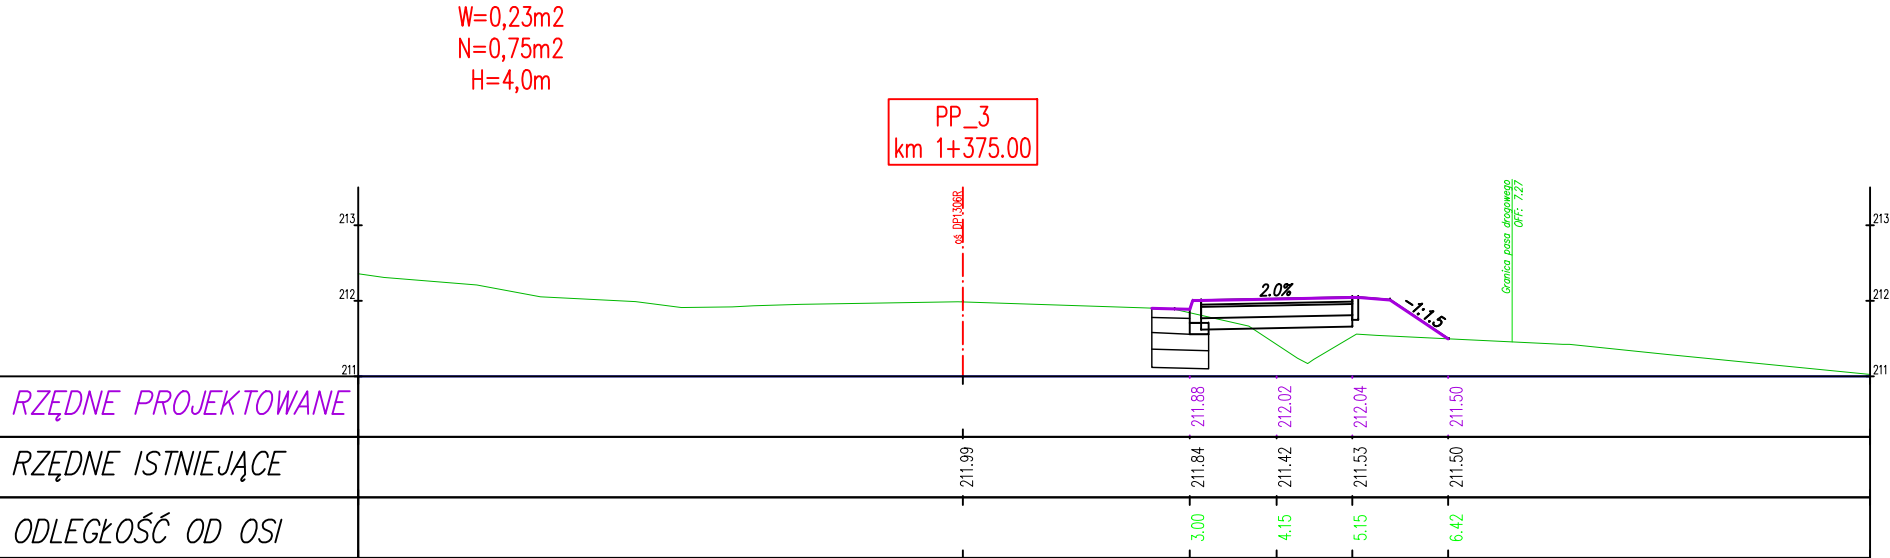 W=0,23m2
N=0,75m2
H=4,0m
PP_3
km 1+375.00
oś DP1306R
Granica pasa drogowego
OFF: 7.27
213
213
212
212
2.0%
-1:1.5
211
211
RZĘDNE PROJEKTOWANE
211.88
212.02
212.04
211.50
RZĘDNE ISTNIEJĄCE
211.99
211.84
211.42
211.53
211.50
ODLEGŁOŚĆ OD OSI
3.00
4.15
5.15
6.42